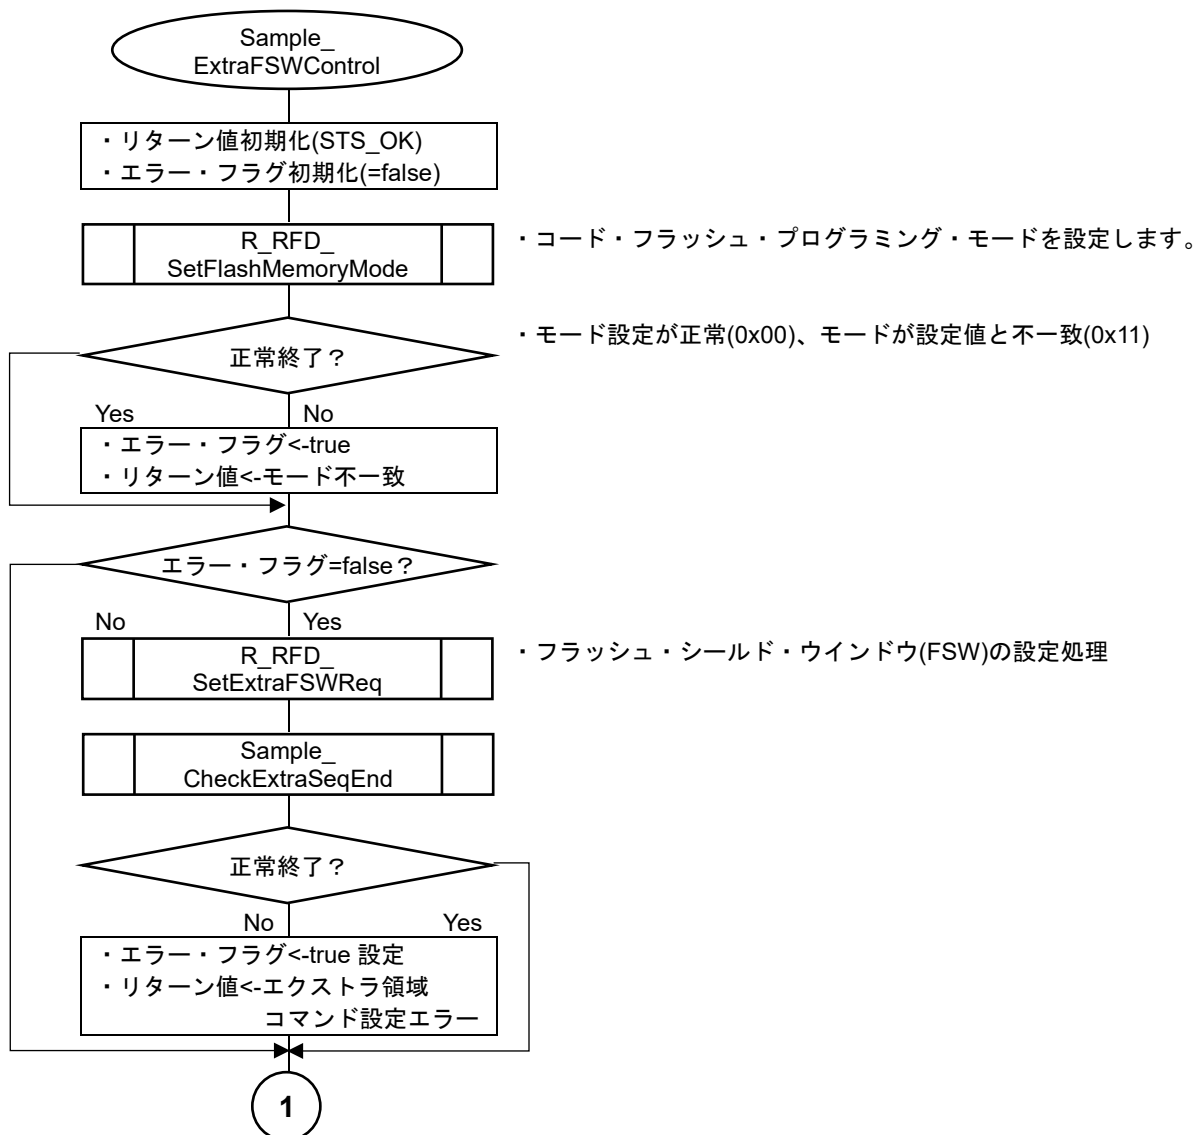 Sample_
ExtraFSWControl
・リターン値初期化(STS_OK)
・エラー・フラグ初期化(=false)
R_RFD_
SetFlashMemoryMode
・コード・フラッシュ・プログラミング・モードを設定します。
正常終了？
・モード設定が正常(0x00)、モードが設定値と不一致(0x11)
Yes
No
・エラー・フラグ<-true
・リターン値<-モード不一致
エラー・フラグ=false？
No
Yes
R_RFD_
SetExtraFSWReq
・フラッシュ・シールド・ウインドウ(FSW)の設定処理
Sample_
CheckExtraSeqEnd
正常終了？
No
Yes
・エラー・フラグ<-true 設定
・リターン値<-エクストラ領域
コマンド設定エラー
1